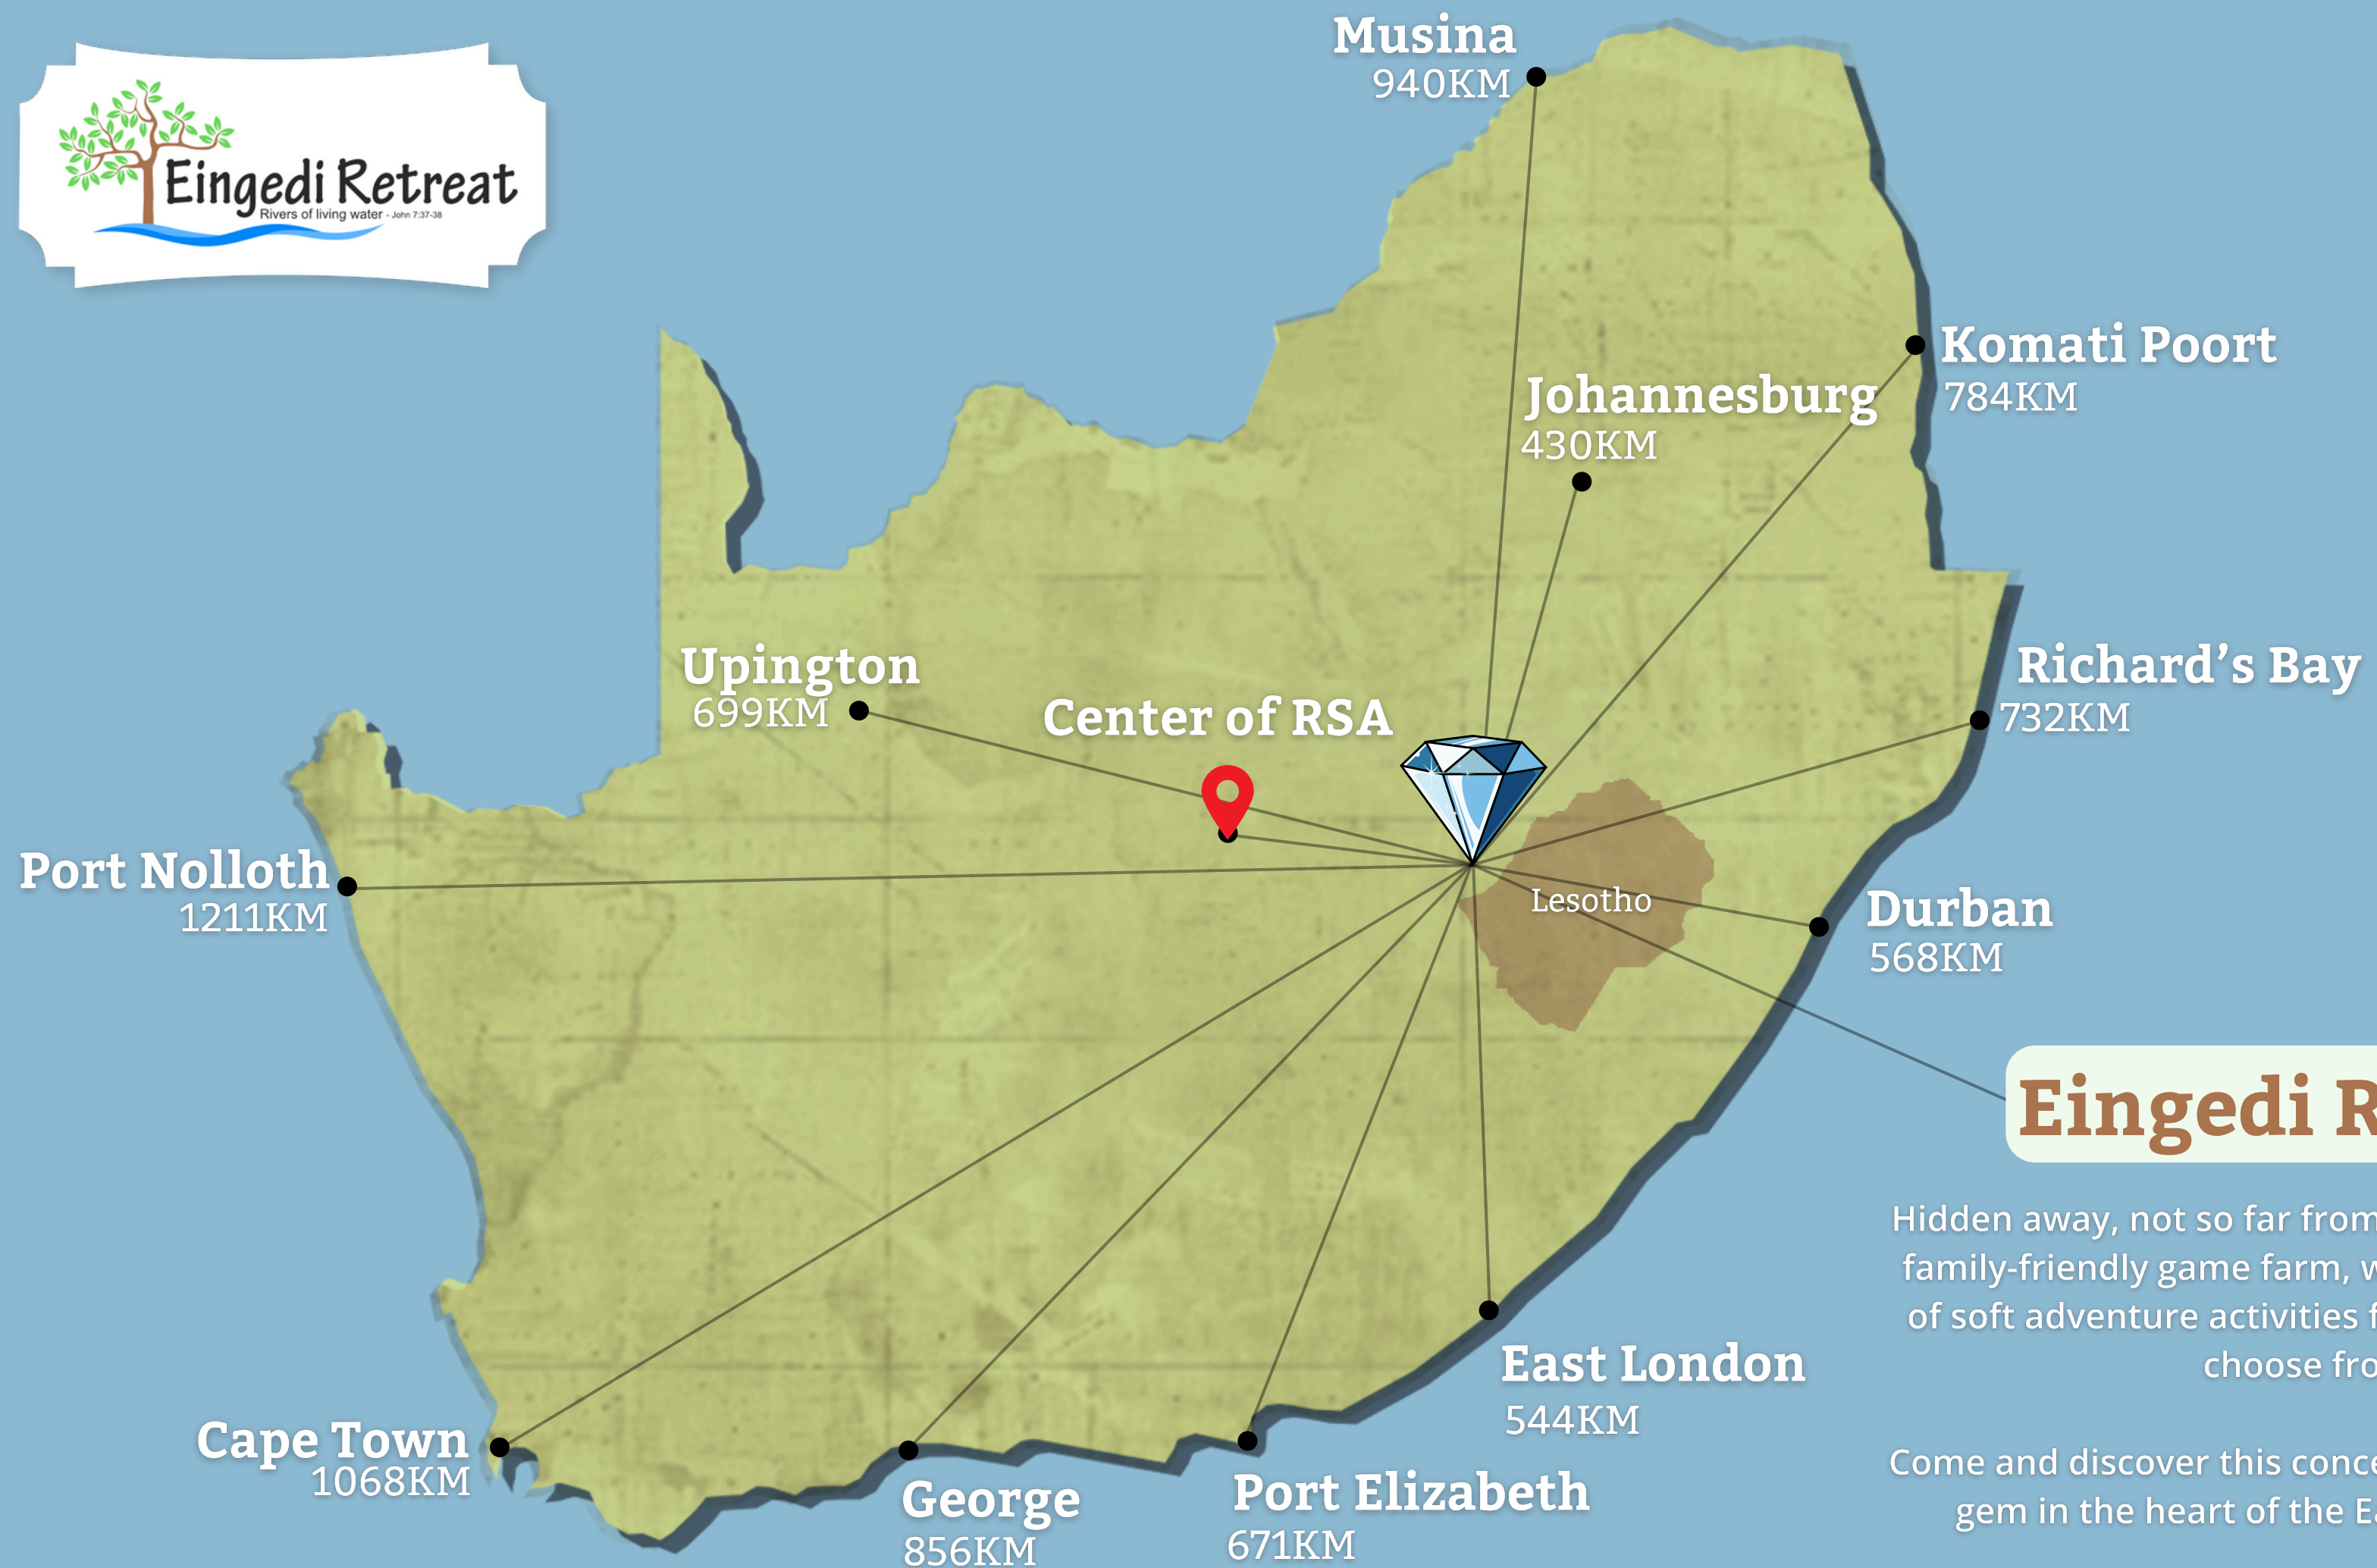 Musina
940KM
Eingedi Retreat
Rivers of living water - John 7:37-38
Komati Poort
784KM
Johannesburg
430KM
Upington
699KM
Center of RSA
Richard’s Bay
732KM
Port Nolloth
1211KM
Lesotho
Durban
568KM
Eingedi R
Hidden away, not so far from
family-friendly game farm, w
of soft adventure activities f
choose fro
East London
544KM
Cape Town
1068KM
George
856KM
Port Elizabeth
671KM
Come and discover this conce
gem in the heart of the Ea